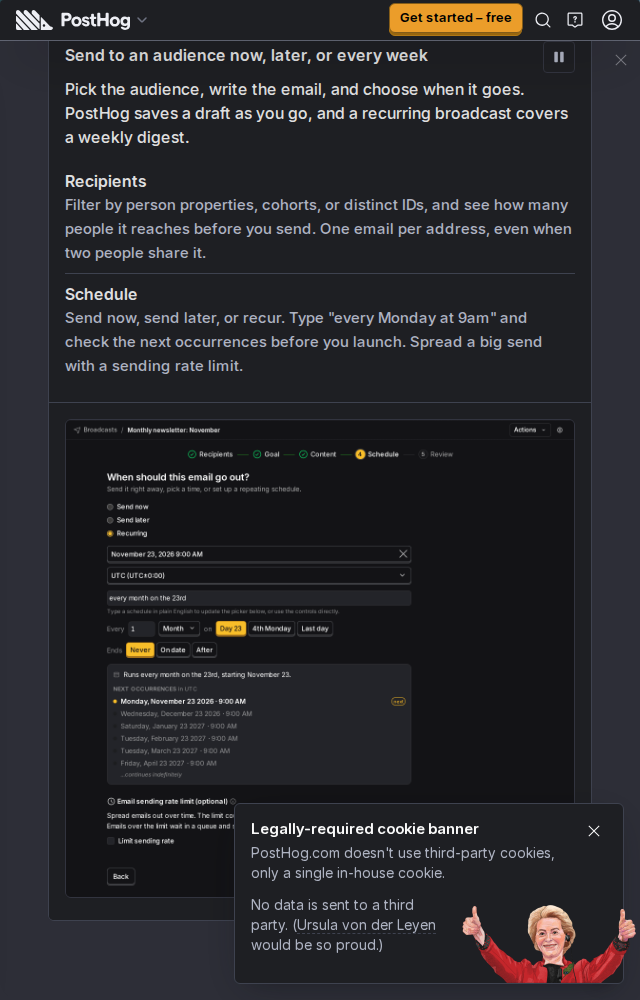 PostHog
Get started – free
Send to an audience now, later, or every week
Pick the audience, write the email, and choose when it goes.
PostHog saves a draft as you go, and a recurring broadcast covers
a weekly digest.
Recipients
Filter by person properties, cohorts, or distinct IDs, and see how many
people it reaches before you send. One email per address, even when
two people share it.
Schedule
Send now, send later, or recur. Type "every Monday at 9am" and
check the next occurrences before you launch. Spread a big send
with a sending rate limit.
Broadcasts / Monthly newsletter: November
Actions
Recipients Goal Content 4 Schedule 5 Review
When should this email go out?
Send it right away, pick a time, or set up a repeating schedule.
Send now
Send later
Recurring
November 23, 2026 9:00 AM
UTC (UTC±0:00)
every month on the 23rd
Type a schedule in plain English to update the picker below, or use the controls directly.
Every 1 Month on Day 23 4th Monday Last day
Ends Never On date After
Runs every month on the 23rd, starting November 23.
NEXT OCCURRENCES in UTC
Monday, November 23 2026 · 9:00 AM next
Wednesday, December 23 2026 · 9:00 AM
Saturday, January 23 2027 · 9:00 AM
Tuesday, February 23 2027 · 9:00 AM
Tuesday, March 23 2027 · 9:00 AM
Friday, April 23 2027 · 9:00 AM
...continues indefinitely
Email sending rate limit (optional)
Spread emails out over time. The limit
Emails over the limit wait in a queue and
Limit sending rate
Back
Legally-required cookie banner
PostHog.com doesn't use third-party cookies,
only a single in-house cookie.
No data is sent to a third
party. (Ursula von der Leyen
would be so proud.)